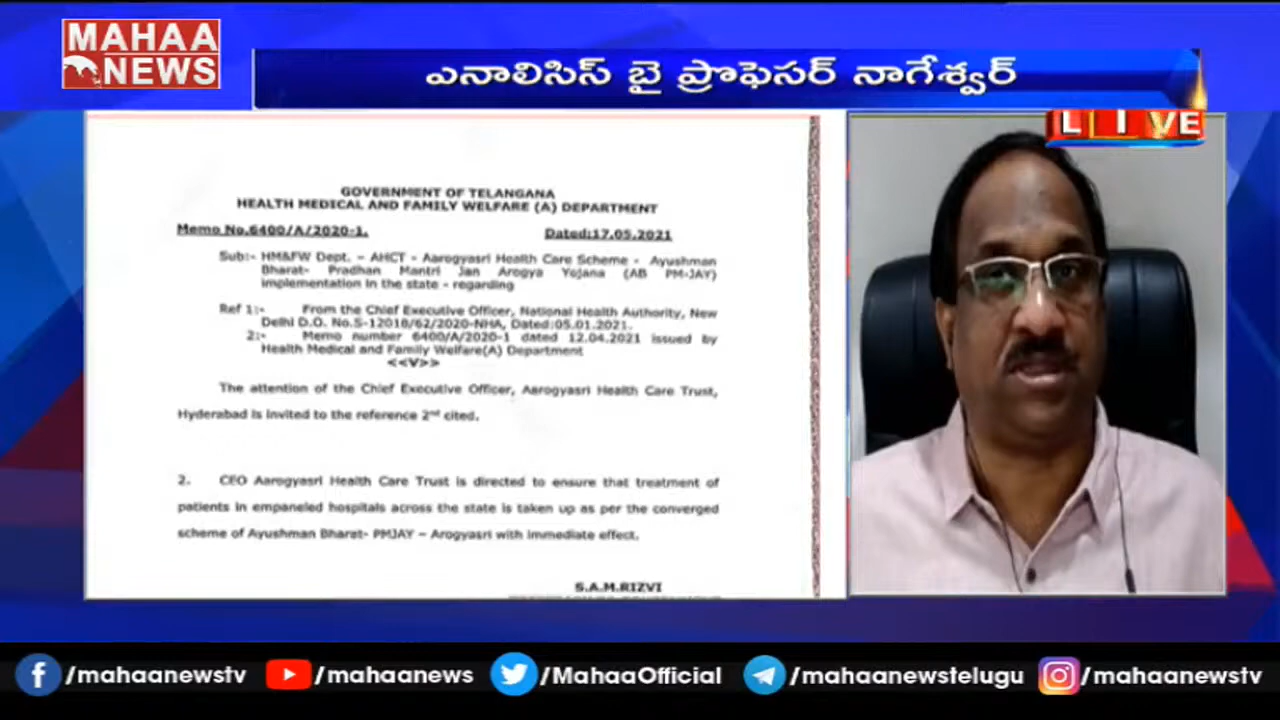 MAHAA
NEWS
ఎనాలిసిస్ బై ప్రొఫెసర్ నాగేశ్వర్
LIVE
GOVERNMENT OF TELANGANA
HEALTH MEDICAL AND FAMILY WELFARE (A) DEPARTMENT
Memo No.6400/A/2020-1. Dated:17.05.2021
Sub:- HM&FW Dept. – AHCT - Aarogyasri Health Care Scheme - Ayushman
Bharat- Pradhan Mantri Jan Arogya Yojana (AB PM-JAY)
implementation in the state - regarding
Ref 1:- From the Chief Executive Officer, National Health Authority, New
Delhi D.O. No.S-12018/62/2020-NHA, Dated:05.01.2021.
2:- Memo number 6400/A/2020-1 dated 12.04.2021 issued by
Health Medical and Family Welfare(A) Department
<<V>>
The attention of the Chief Executive Officer, Aarogyasri Health Care Trust,
Hyderabad is invited to the reference 2nd cited.
2. CEO Aarogyasri Health Care Trust is directed to ensure that treatment of
patients in empaneled hospitals across the state is taken up as per the converged
scheme of Ayushman Bharat- PMJAY – Arogyasri with immediate effect.
S.A.M.RIZVI
/mahaanewstv /mahaanews /MahaaOfficial /mahaanewstelugu /mahaanewstv